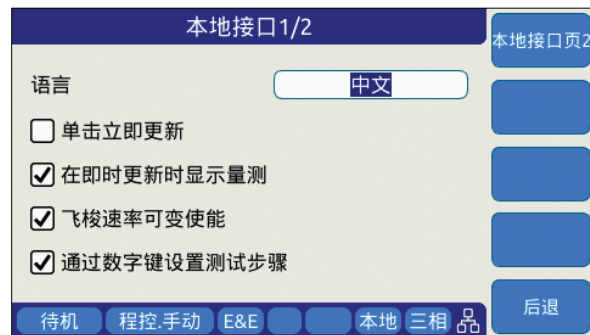 本地接口1/2
本地接口页2
语言
中文
单击立即更新
在即时更新时显示量测
飞梭速率可变使能
通过数字键设置测试步骤
后退
待机 程控.手动 E&E 本地 三相